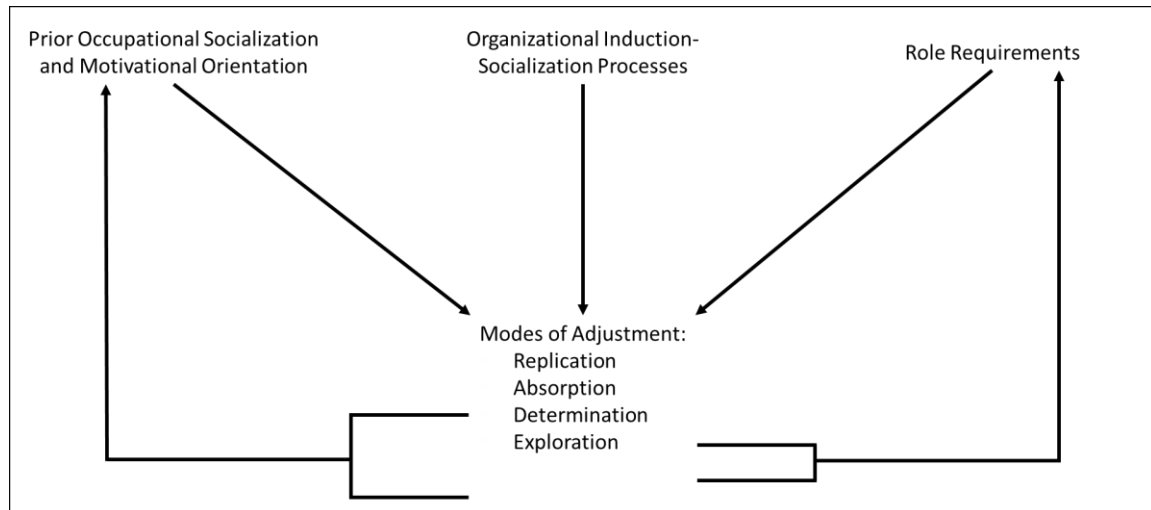 Prior Occupational Socialization
and Motivational Orientation
Organizational Induction-
Socialization Processes
Role Requirements
Modes of Adjustment:
Replication
Absorption
Determination
Exploration